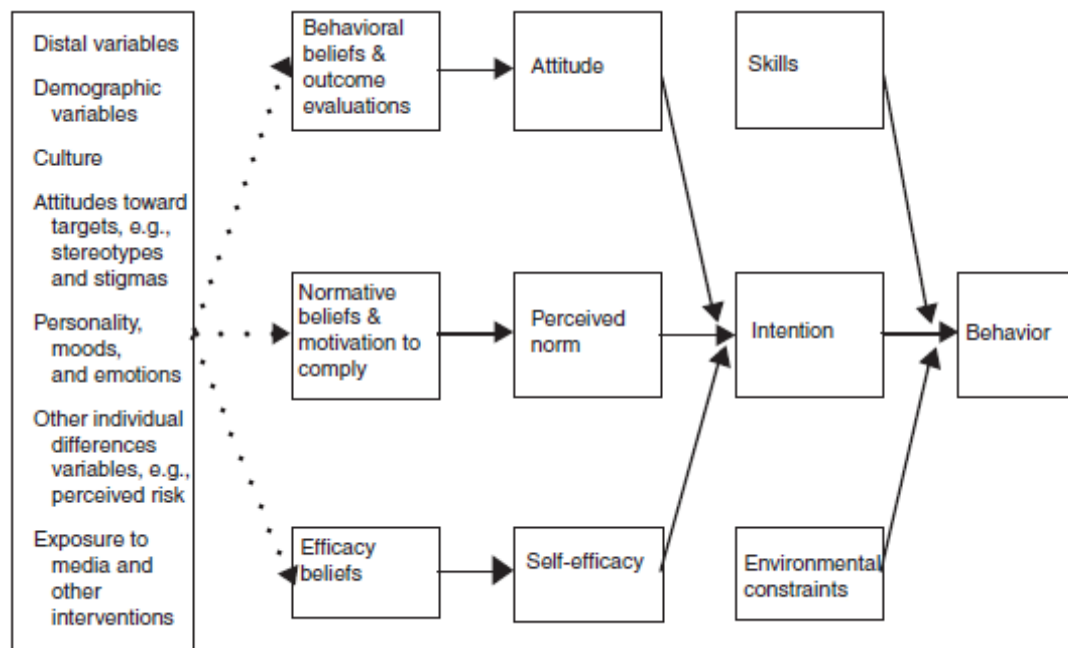 Distal variables
Demographic
variables
Culture
Attitudes toward
targets, e.g.,
stereotypes
and stigmas
Personality,
moods,
and emotions
Other individual
differences
variables, e.g.,
perceived risk
Exposure to
media and
other
interventions
Behavioral
beliefs &
outcome
evaluations
Attitude
Skills
Normative
beliefs &
motivation to
comply
Perceived
norm
Intention
Behavior
Efficacy
beliefs
Self-efficacy
Environmental
constraints